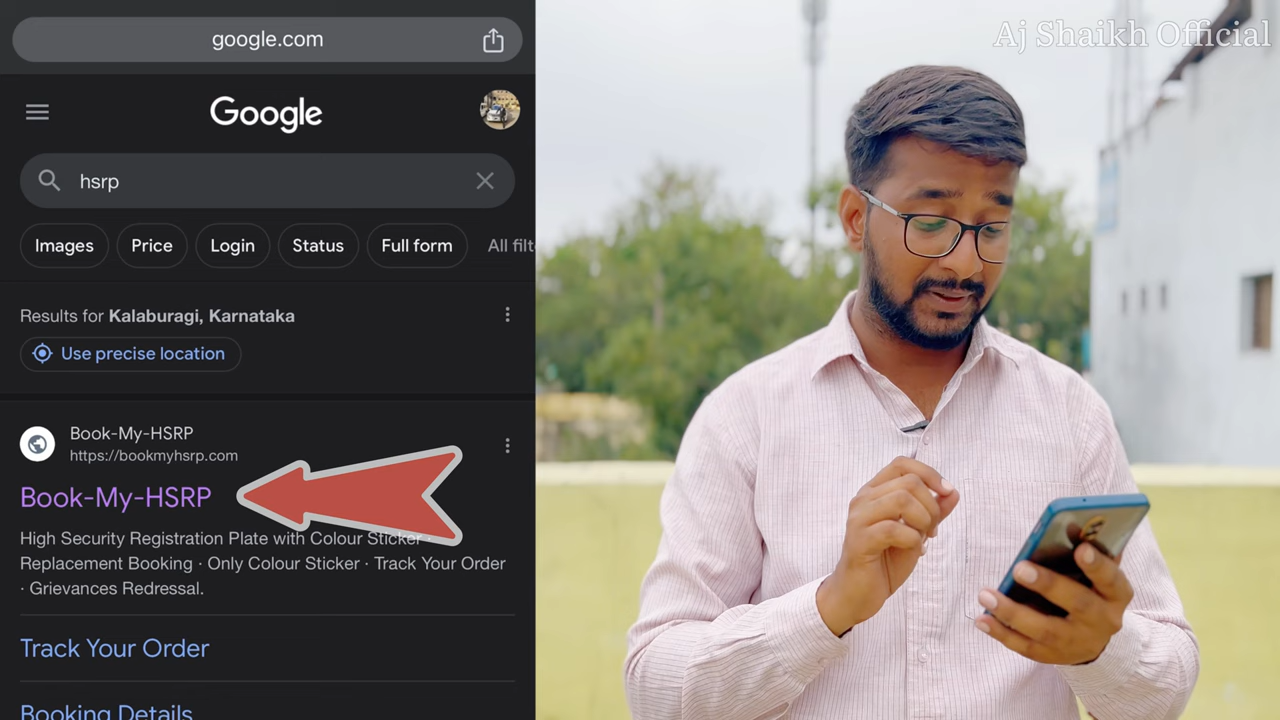 google.com
Google
hsrp
Images Price Login Status Full form All filt
Results for Kalaburagi, Karnataka
Use precise location
Book-My-HSRP
https://bookmyhsrp.com
Book-My-HSRP
High Security Registration Plate with Colour Sticker ·
Replacement Booking · Only Colour Sticker · Track Your Order
· Grievances Redressal.
Track Your Order
Booking Details
Aj Shaikh Official